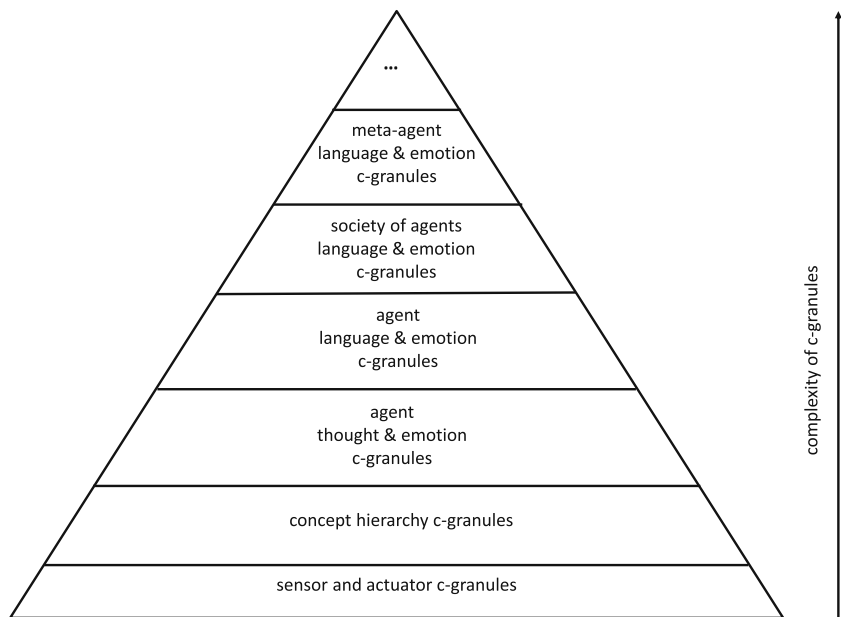 ...
meta-agent
language & emotion
c-granules
society of agents
language & emotion
c-granules
agent
language & emotion
c-granules
agent
thought & emotion
c-granules
concept hierarchy c-granules
sensor and actuator c-granules
complexity of c-granules